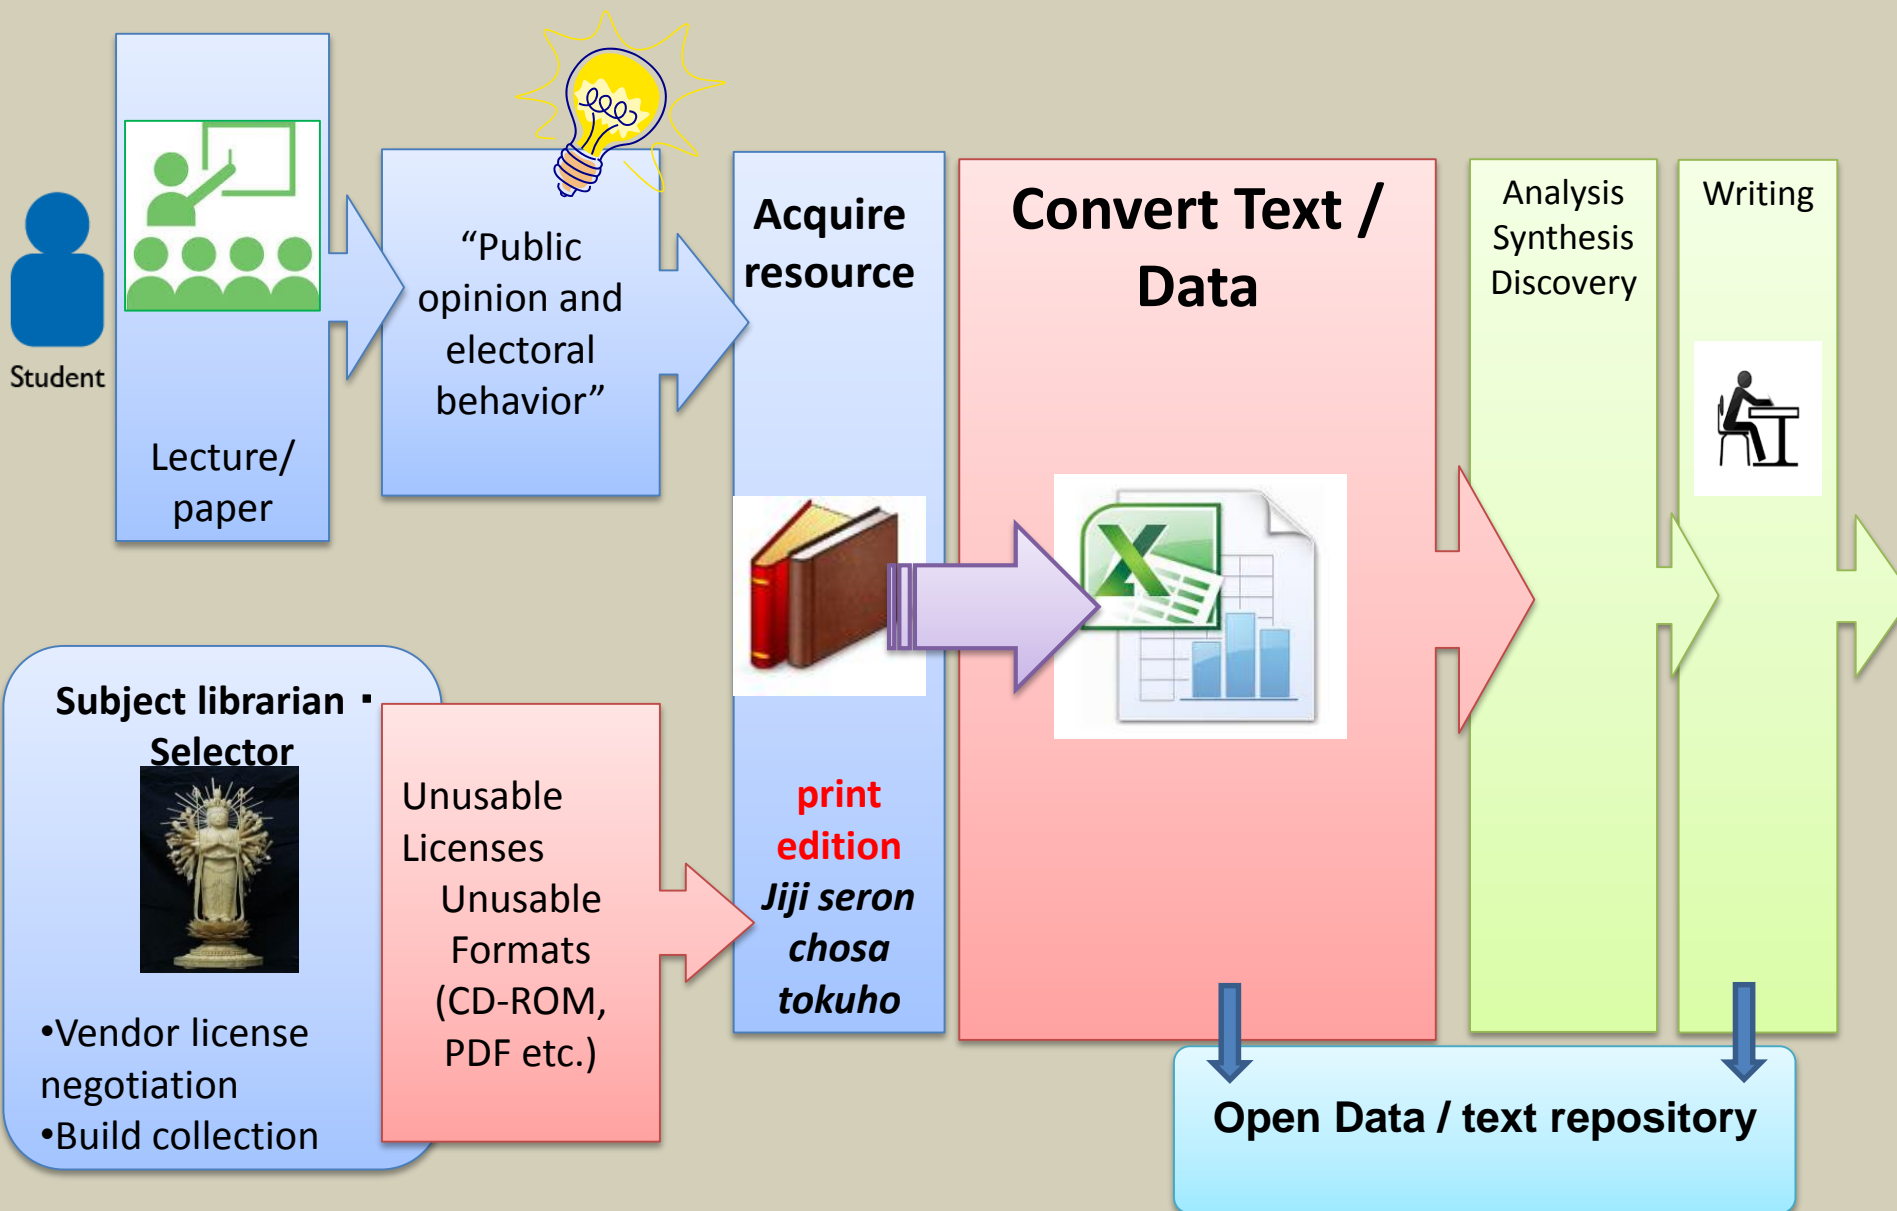 Student
Lecture/
paper
“Public
opinion and
electoral
behavior”
Acquire
resource
print
edition
Jiji seron
chosa
tokuho
Convert Text /
Data
Analysis
Synthesis
Discovery
Writing
Subject librarian・
Selector
•Vendor license
negotiation
•Build collection
Unusable
Licenses
Unusable
Formats
(CD-ROM,
PDF etc.)
Open Data / text repository